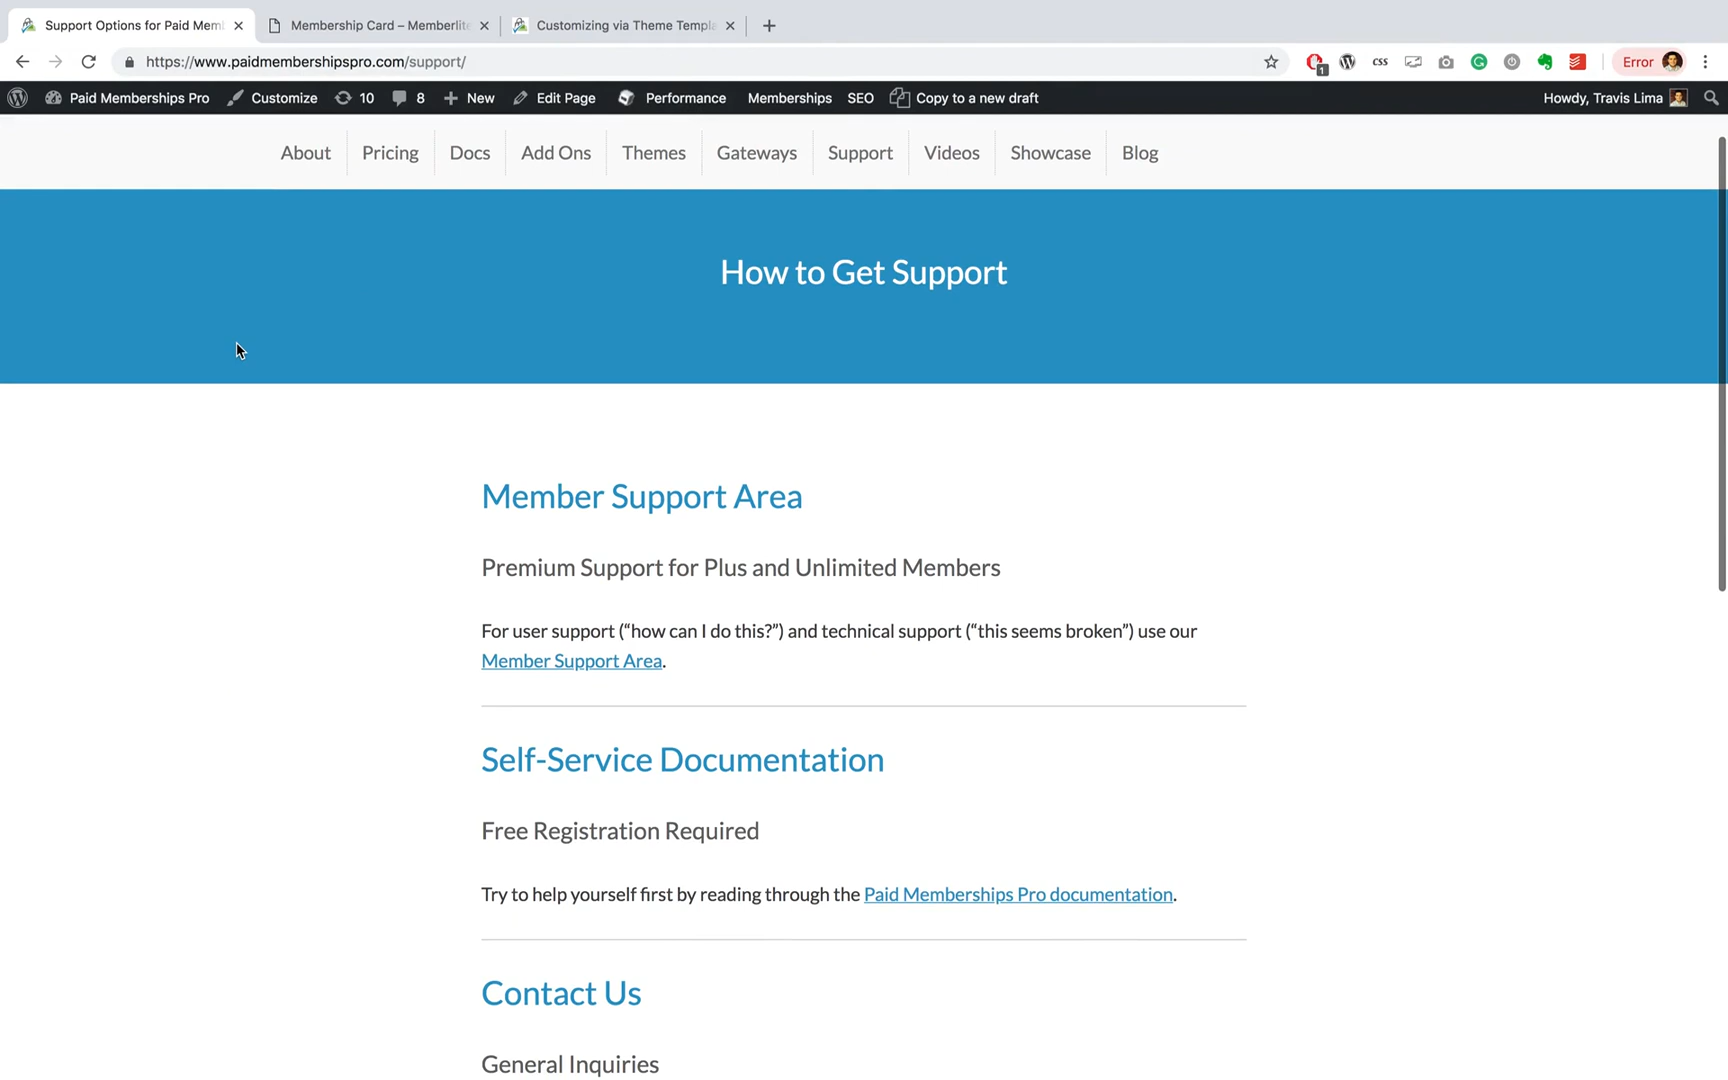 Support Options for Paid Mem
Membership Card – Memberlite
Customizing via Theme Templa
https://www.paidmembershipspro.com/support/
1
CSS
Error
Paid Memberships Pro
Customize
10
8
New
Edit Page
Performance
Memberships
SEO
Copy to a new draft
Howdy, Travis Lima
About
Pricing
Docs
Add Ons
Themes
Gateways
Support
Videos
Showcase
Blog
How to Get Support
Member Support Area
Premium Support for Plus and Unlimited Members
For user support (“how can I do this?”) and technical support (“this seems broken”) use our
Member Support Area.
Self-Service Documentation
Free Registration Required
Try to help yourself first by reading through the Paid Memberships Pro documentation.
Contact Us
General Inquiries